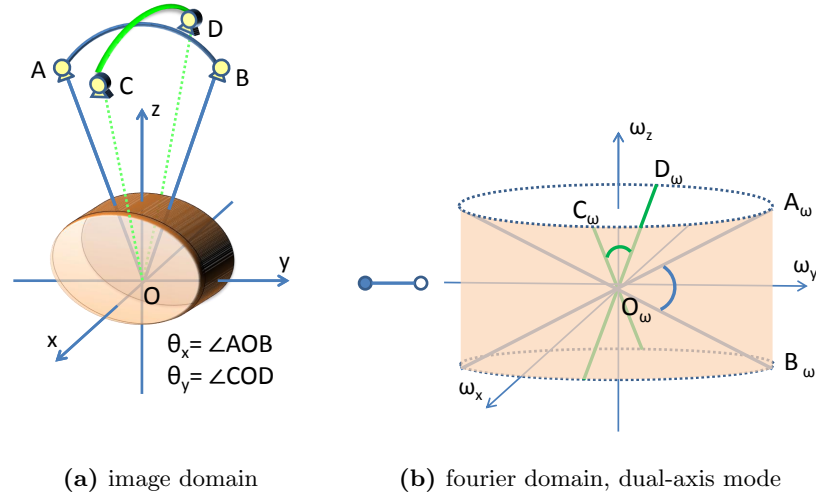 A
B
C
D
z
y
O
x
θx= ∠AOB
θy= ∠COD
(a) image domain
ωz
Dω
Cω
Aω
ωy
Oω
Bω
ωx
(b) fourier domain, dual-axis mode